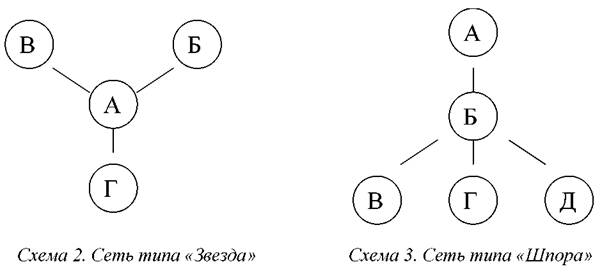 В
Б
А
Г
Схема 2. Сеть типа «Звезда»
А
Б
В
Г
Д
Схема 3. Сеть типа «Шпора»